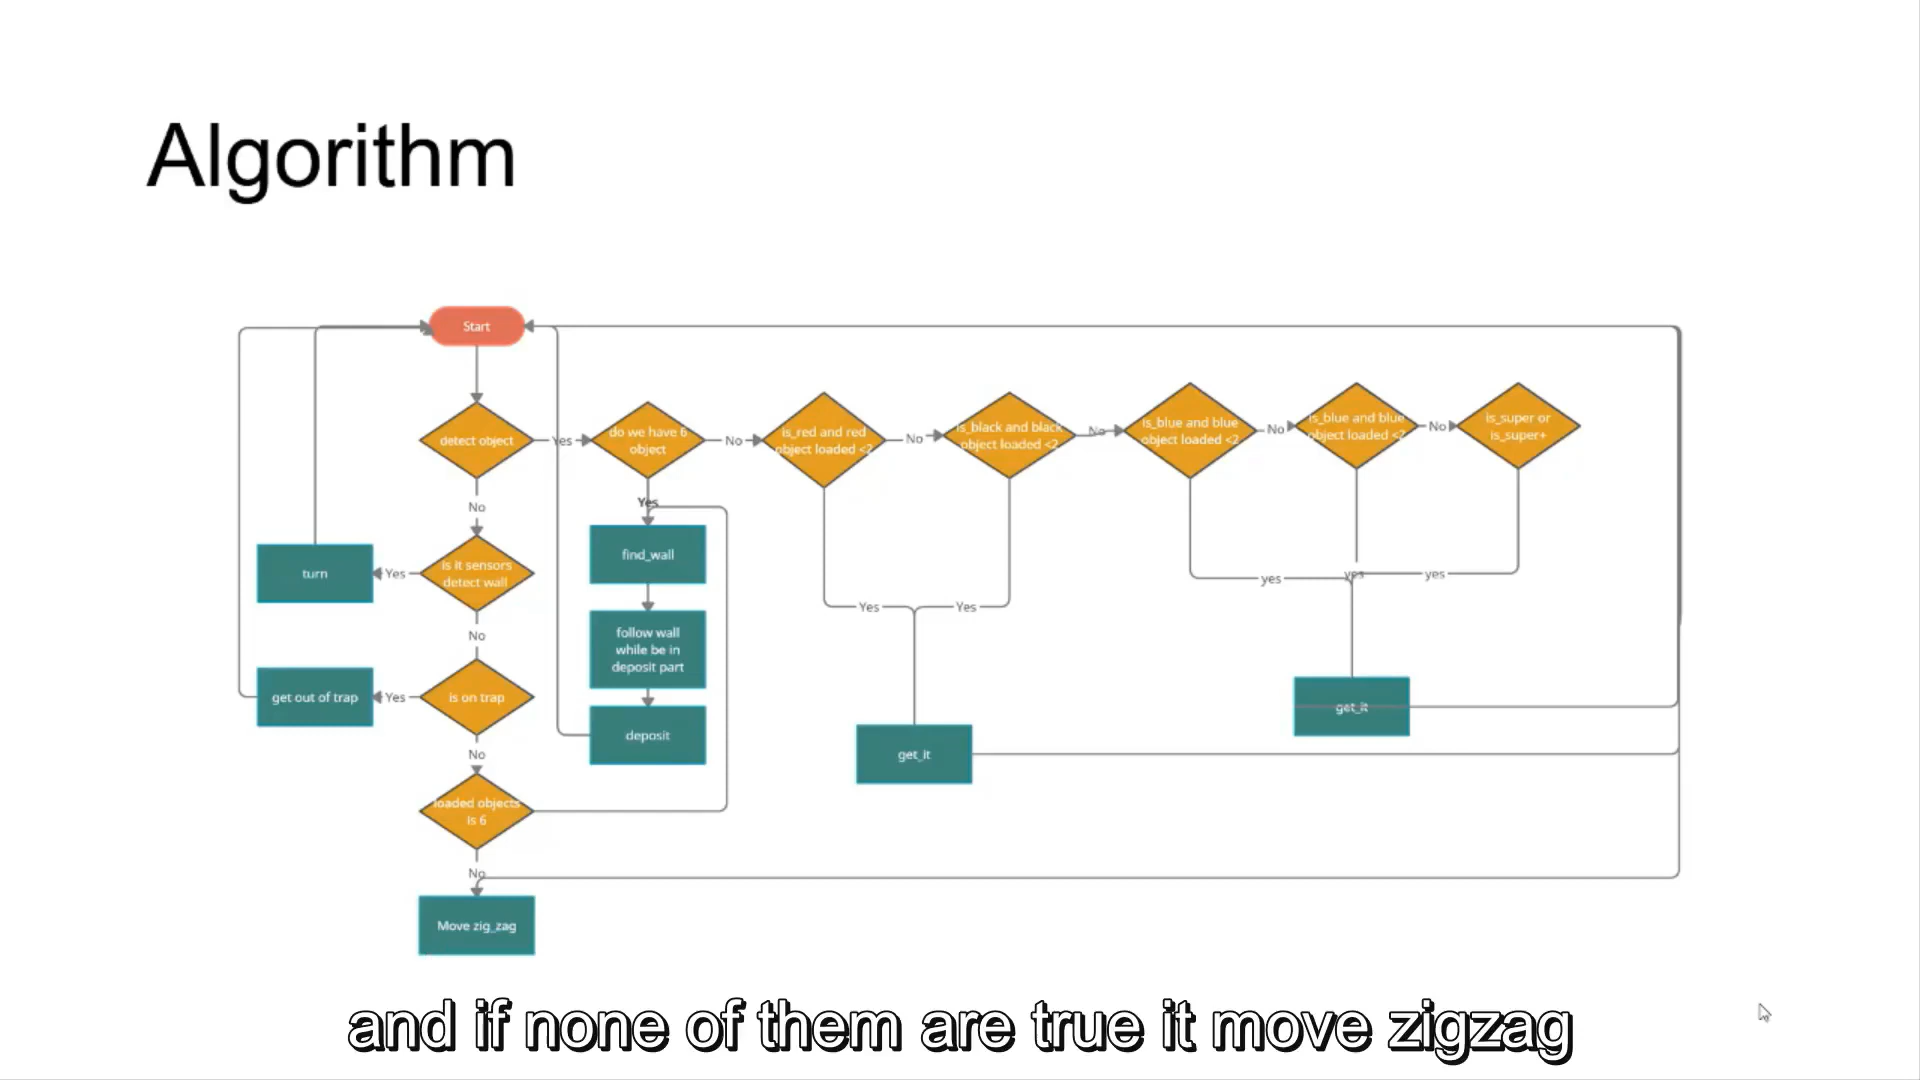 Algorithm
Start
detect object
Yes
do we have 6
object
No
is_red and red
object loaded <2
No
is_black and black
object loaded <2
No
is_blue and blue
object loaded <2
No
is_blue and blue
object loaded <2
No
is_super or
is_super+
No
Yes
find_wall
turn
Yes
is it sensors
detect wall
yes
yes
yes
Yes
Yes
No
follow wall
while be in
deposit part
get out of trap
Yes
is on trap
deposit
get_it
get_it
No
loaded objects
is 6
No
Move zig_zag
and if none of them are true it move zigzag